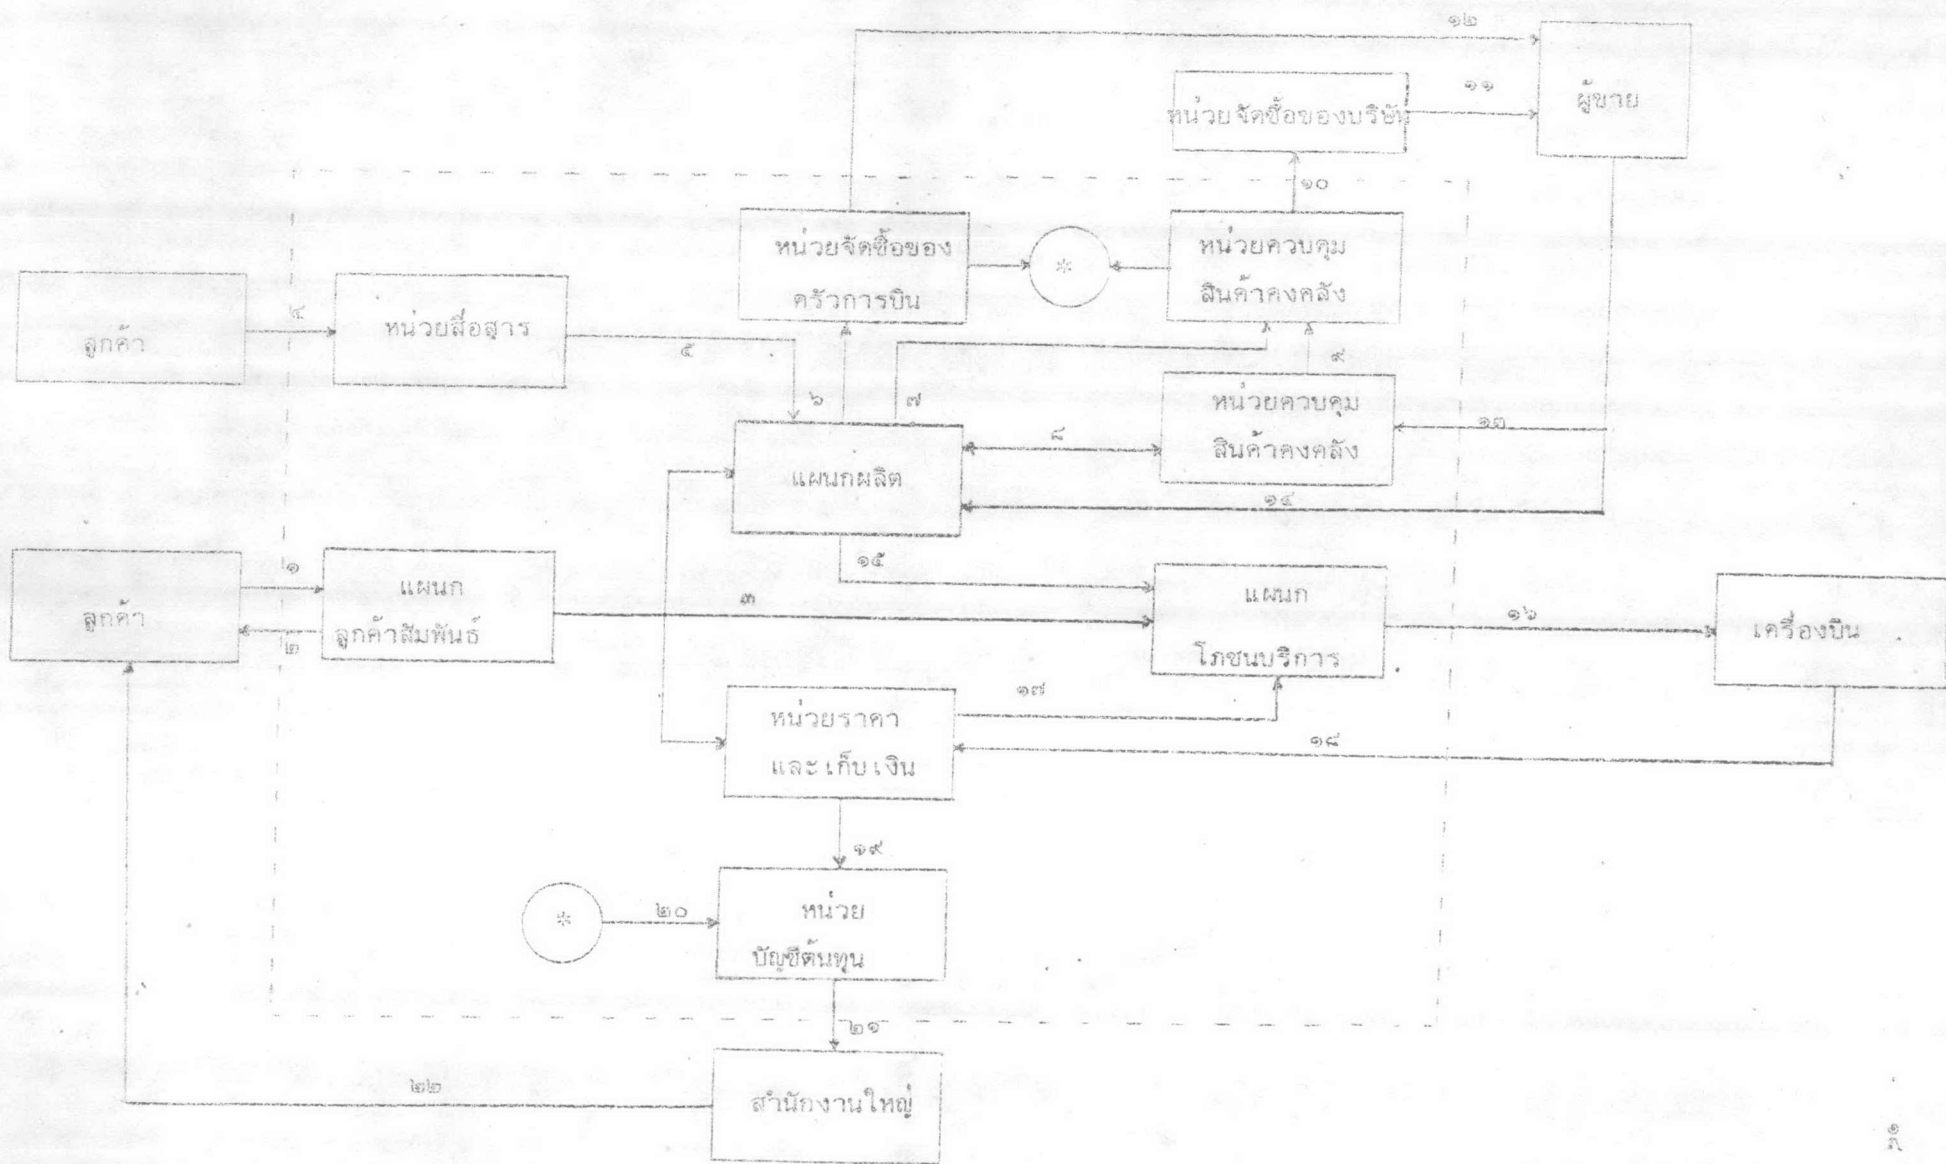 ๑๒
๑๑
ผู้ขาย
หน่วยจัดซื้อของบริษัท
๑๐
หน่วยจัดซื้อของ
ครัวการบิน
*
หน่วยควบคุม
สินค้าคงคลัง
ลูกค้า
๔
หน่วยสื่อสาร
๕
๖
๗
๙
หน่วยควบคุม
สินค้าคงคลัง
๘
๑๓
แผนกผลิต
๑๔
๑๕
ลูกค้า
๑
๒
แผนก
ลูกค้าสัมพันธ์
๓
แผนก
โภชนบริการ
๑๖
เครื่องบิน
หน่วยราคา
และเก็บเงิน
๑๗
๑๘
๑๙
*
๒๐
หน่วย
บัญชีต้นทุน
๒๑
๒๒
สำนักงานใหญ่